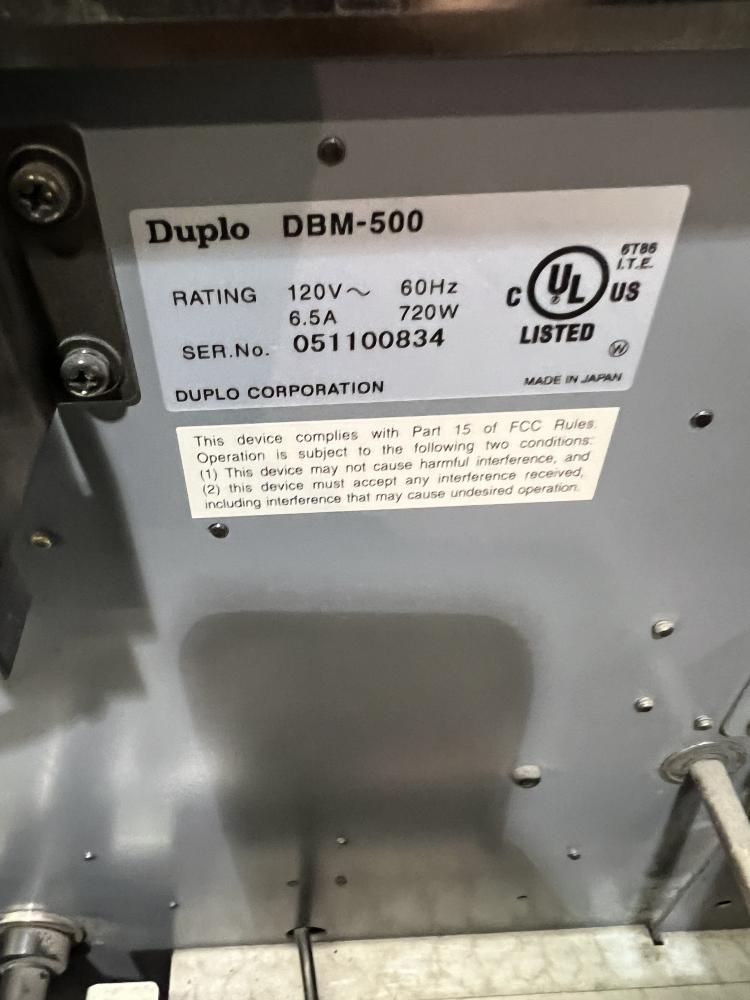 Duplo DBM-500
RATING 120V~ 60Hz
6.5A 720W
SER.No. 051100834
DUPLO CORPORATION
C UL US
LISTED
6T86
I.T.E.
W
MADE IN JAPAN
This device complies with Part 15 of FCC Rules.
Operation is subject to the following two conditions:
(1) This device may not cause harmful interference, and
(2) this device must accept any interference received,
including interference that may cause undesired operation.